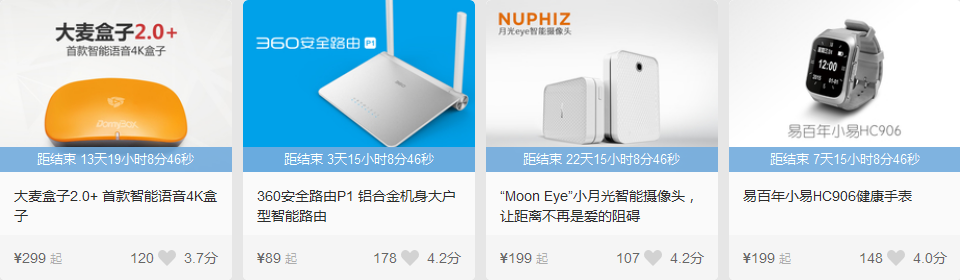 大麦盒子2.0+
首款智能语音4K盒子
DomyBox
距结束 13天19小时8分46秒
大麦盒子2.0+ 首款智能语音4K盒
子
¥299 起 120 3.7分
360安全路由 P1
距结束 3天15小时8分46秒
360安全路由P1 铝合金机身大户
型智能路由
¥89 起 178 4.2分
NUPHIZ
月光eye智能摄像头
距结束 22天15小时8分46秒
“Moon Eye”小月光智能摄像头，
让距离不再是爱的阻碍
¥199 起 107 4.2分
12:00
2015 01-01
易百年小易HC906
距结束 7天15小时8分46秒
易百年小易HC906健康手表
¥199 起 148 4.0分